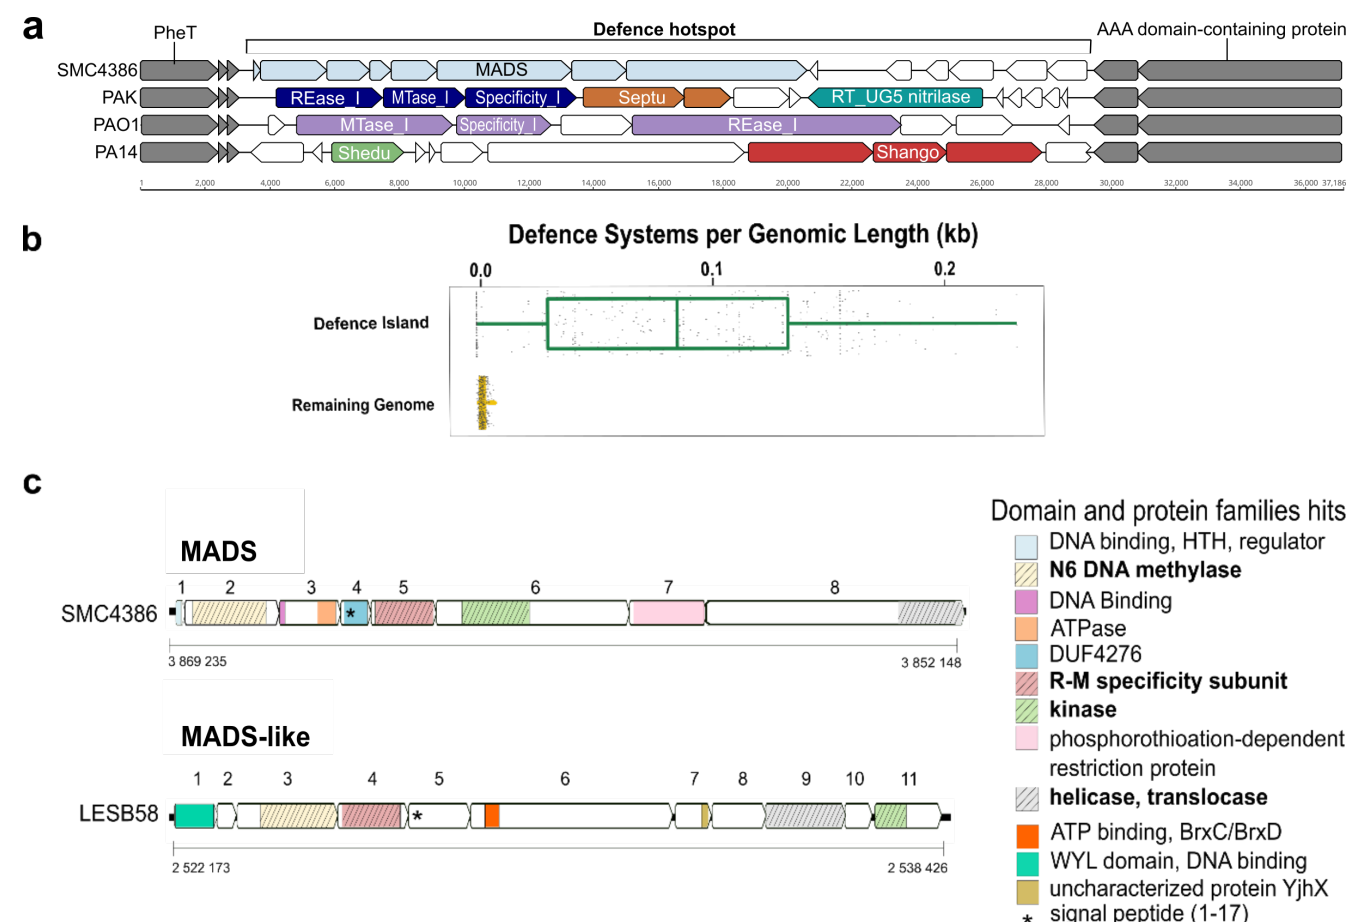 a
Defence hotspot
PheT
AAA domain-containing protein
SMC4386
MADS
PAK
REase_I
MTase_I
Specificity_I
Septu
RT_UG5 nitrilase
PAO1
MTase_I
Specificity_I
REase_I
PA14
Shedu
Shango
1 2,000 4,000 6,000 8,000 10,000 12,000 14,000 16,000 18,000 20,000 22,000 24,000 26,000 28,000 30,000 32,000 34,000 36,000 37,186
b
Defence Systems per Genomic Length (kb)
0.0 0.1 0.2
Defence Island
Remaining Genome
c
MADS
1 2 3 4 5 6 7 8
SMC4386
*
3 869 235
3 852 148
MADS-like
1 2 3 4 5 6 7 8 9 10 11
LESB58
*
2 522 173
2 538 426
Domain and protein families hits
DNA binding, HTH, regulator
N6 DNA methylase
DNA Binding
ATPase
DUF4276
R-M specificity subunit
kinase
phosphorothioation-dependent
restriction protein
helicase, translocase
ATP binding, BrxC/BrxD
WYL domain, DNA binding
uncharacterized protein YjhX
* signal peptide (1-17)